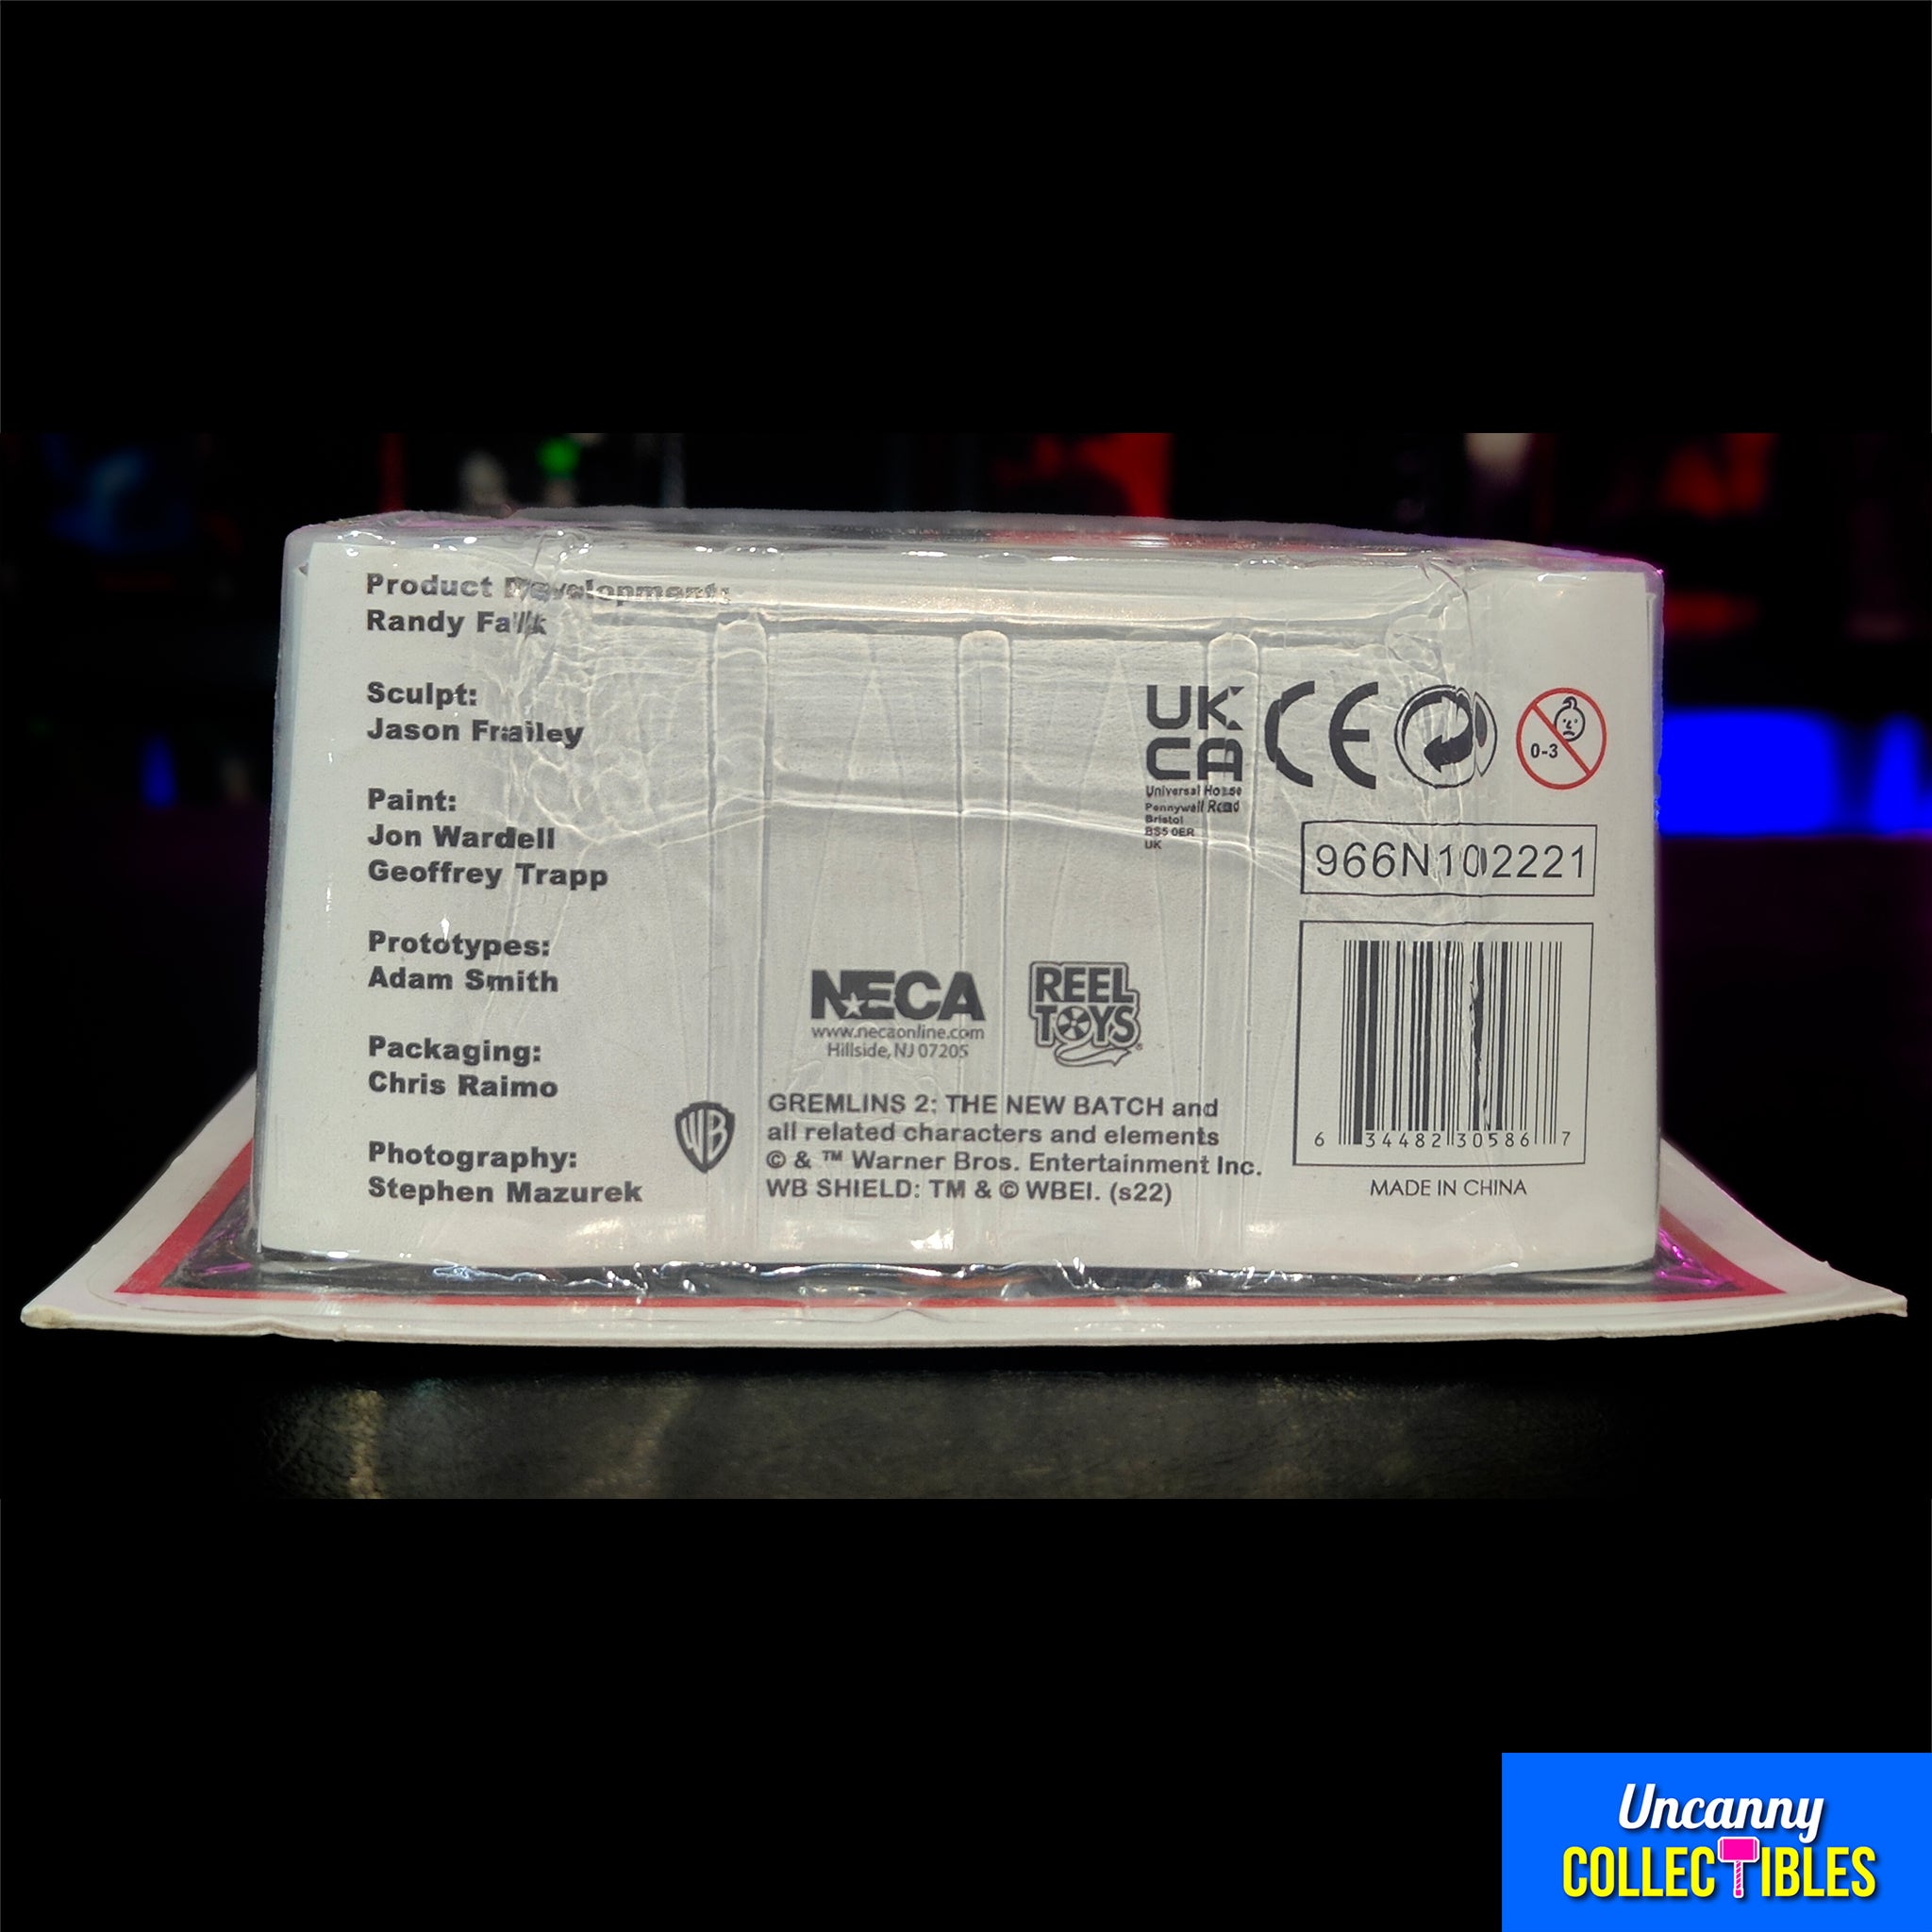 Product Development:
Randy Falk
Sculpt:
Jason Frailey
Paint:
Jon Wardell
Geoffrey Trapp
Prototypes:
Adam Smith
Packaging:
Chris Raimo
Photography:
Stephen Mazurek
NECA
www.necaonline.com
Hillside, NJ 07205
REEL
TOYS
WB
GREMLINS 2: THE NEW BATCH and
all related characters and elements
© & ™ Warner Bros. Entertainment Inc.
WB SHIELD: TM & © WBEI. (s22)
UK
CA
Universal House
Pennywell Road
Bristol
BS5 0ER
UK
CE
0-3
966N102221
6 34482 30586 7
MADE IN CHINA
Uncanny
COLLECTIBLES